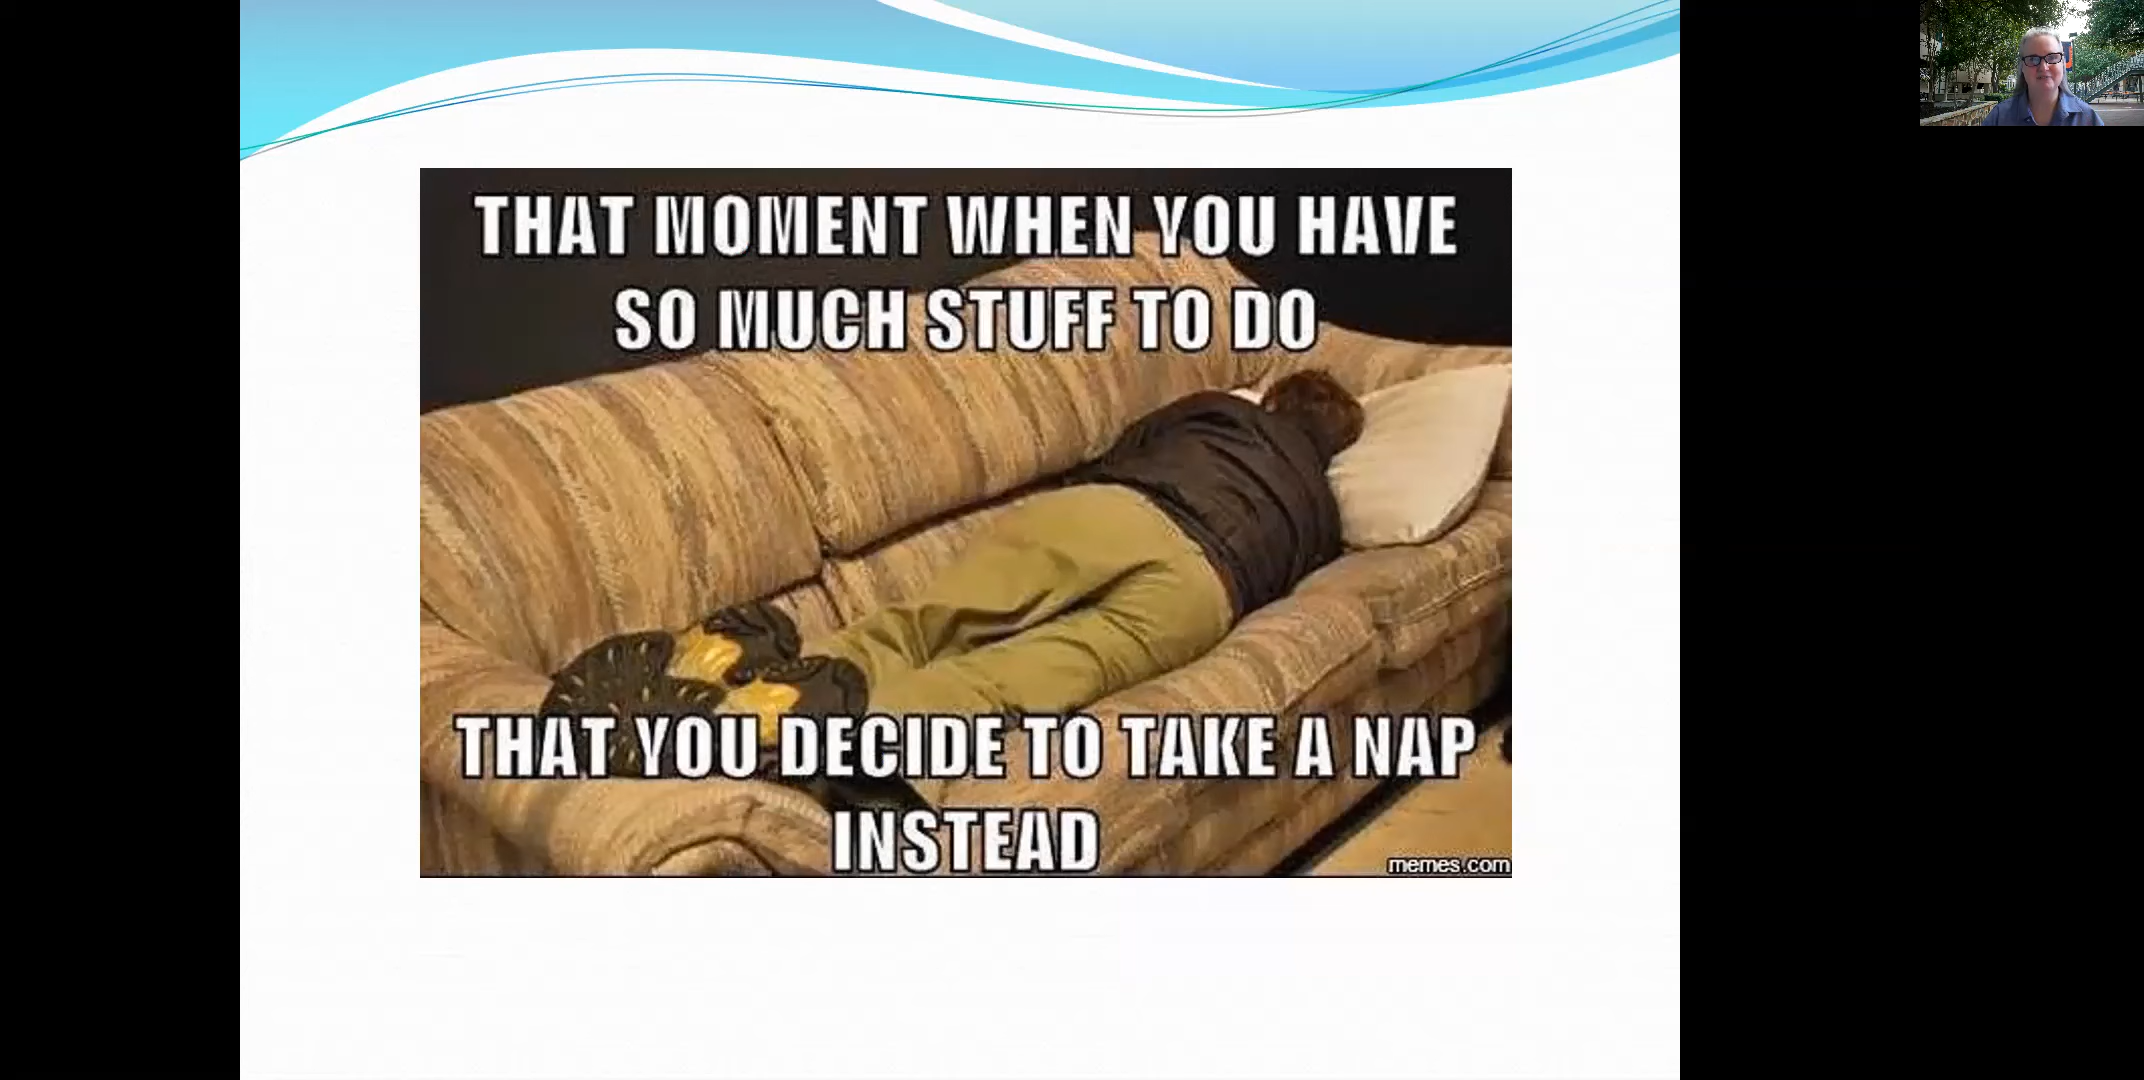 THAT MOMENT WHEN YOU HAVE
SO MUCH STUFF TO DO
THAT YOU DECIDE TO TAKE A NAP
INSTEAD
memes.com